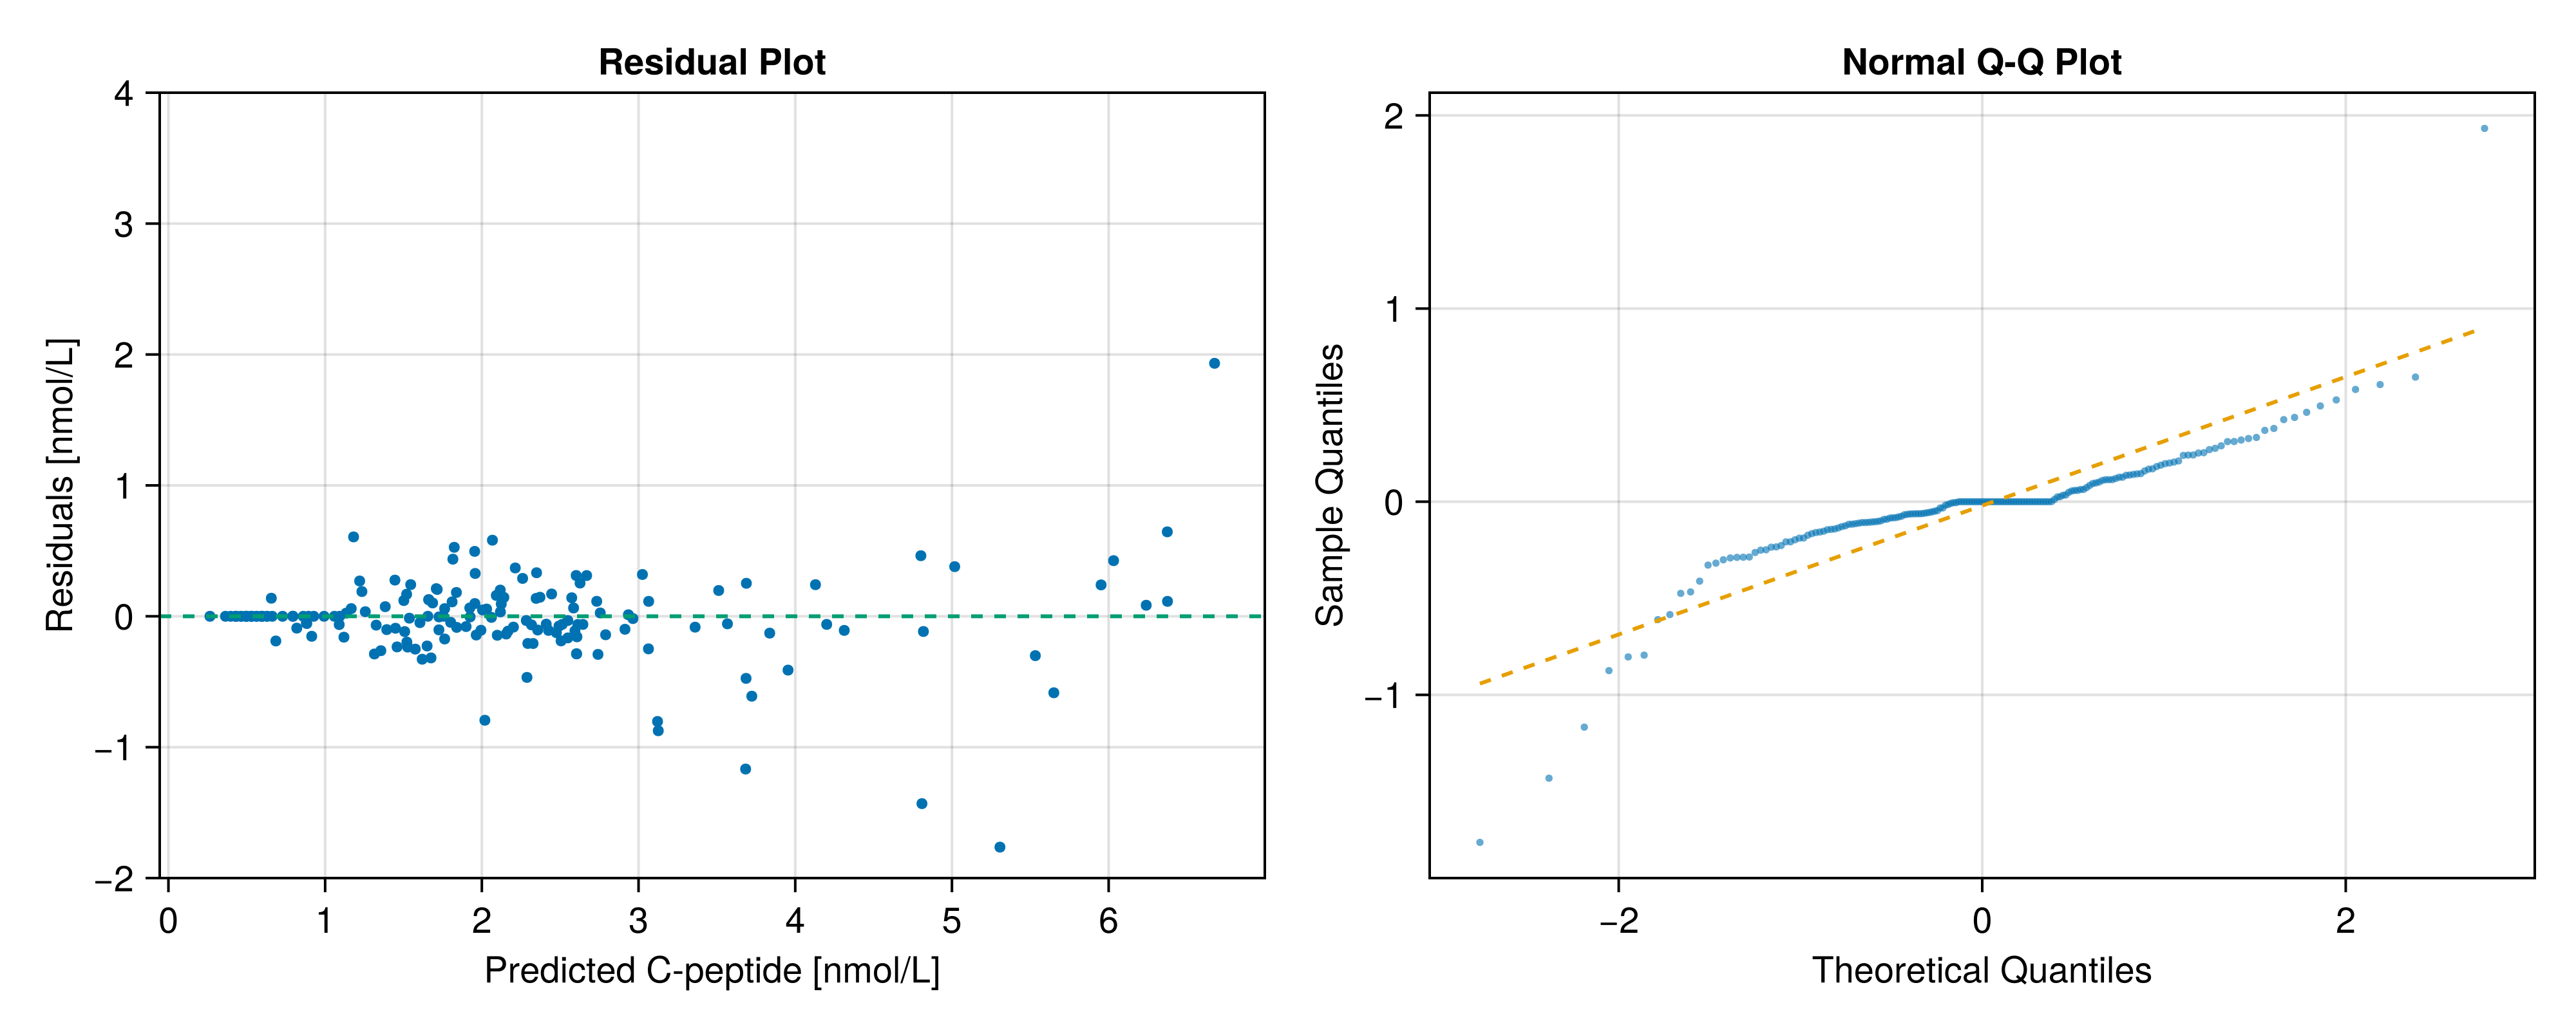 Residual Plot
4
3
2
1
0
−1
−2
Residuals [nmol/L]
0 1 2 3 4 5 6
Predicted C-peptide [nmol/L]
Normal Q-Q Plot
2
1
0
−1
Sample Quantiles
−2 0 2
Theoretical Quantiles